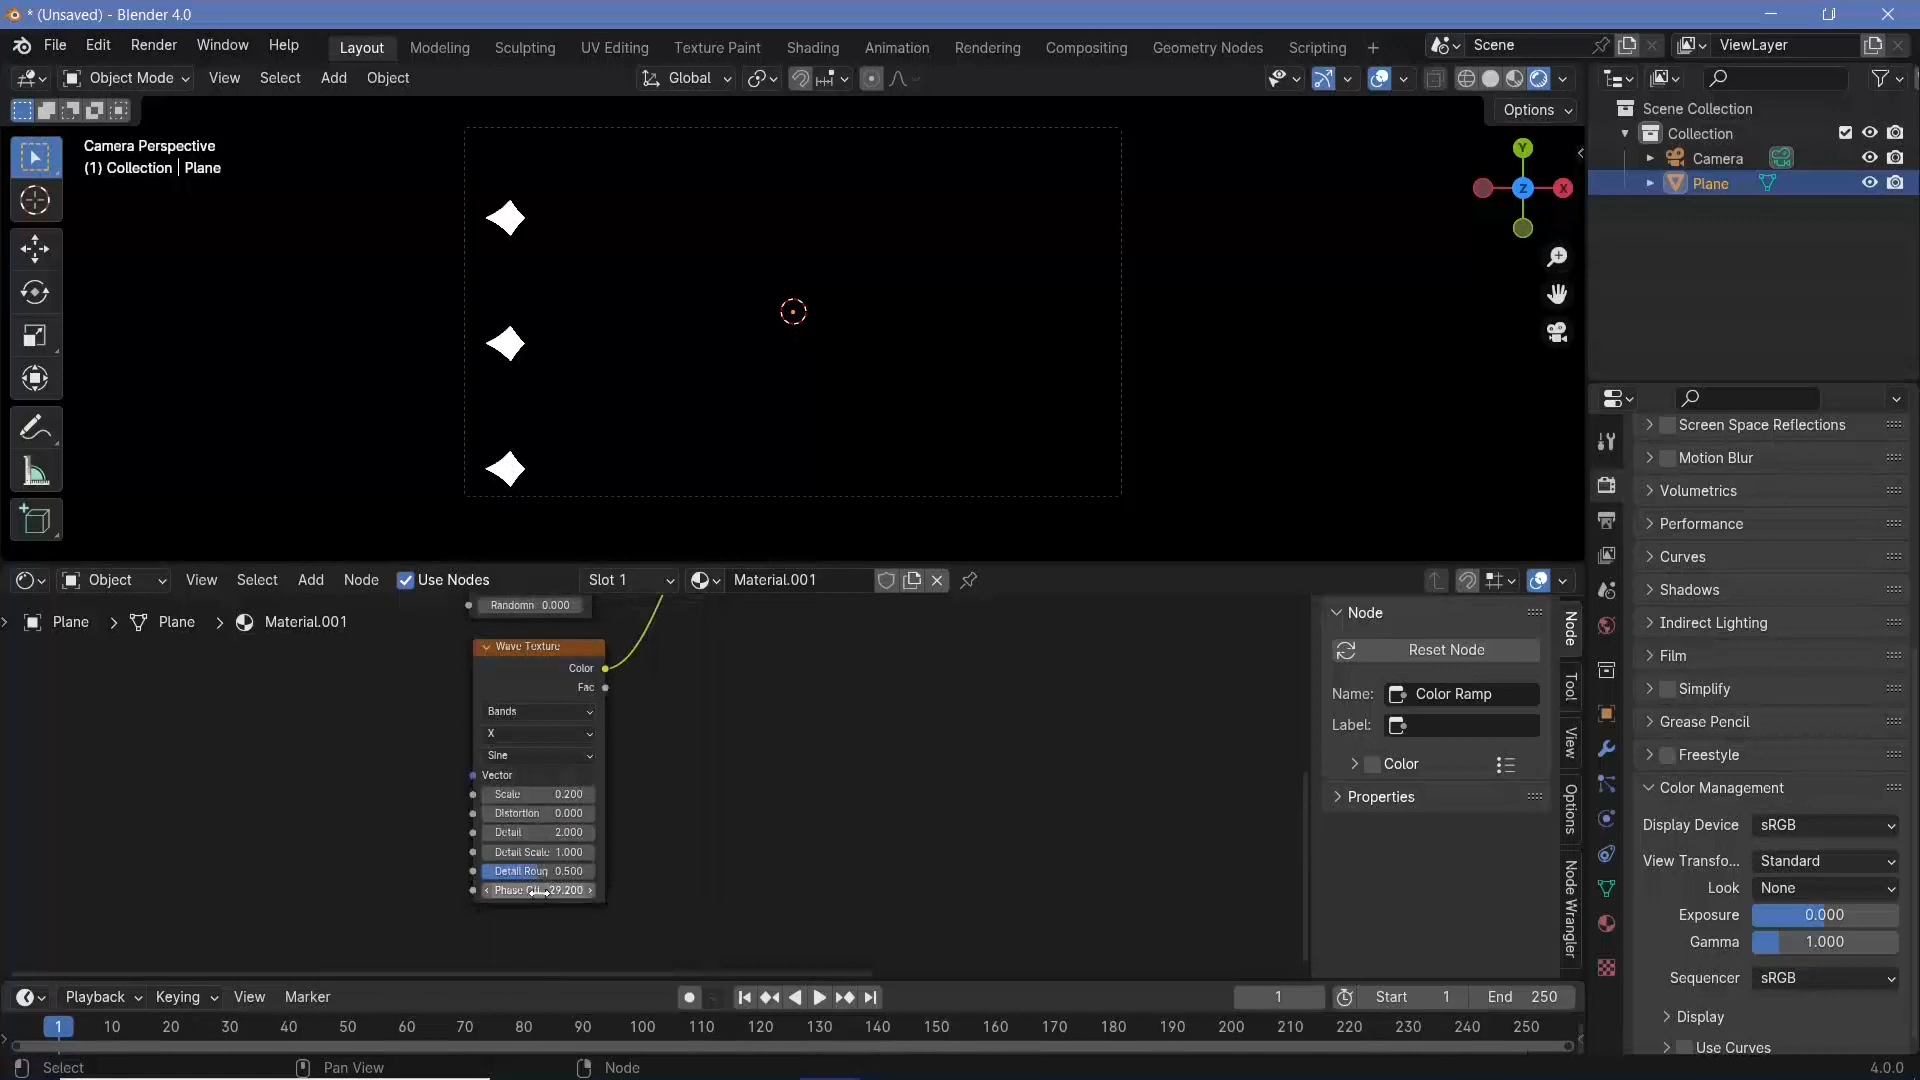 * (Unsaved) - Blender 4.0
File Edit Render Window Help Layout Modeling Sculpting UV Editing Texture Paint Shading Animation Rendering Compositing Geometry Nodes Scripting Scene ViewLayer
Object Mode View Select Add Object Global
Options
Camera Perspective
(1) Collection | Plane
Y
Z
X
Scene Collection
Collection
Camera
Plane
Screen Space Reflections
Motion Blur
Volumetrics
Performance
Curves
Shadows
Indirect Lighting
Film
Simplify
Grease Pencil
Freestyle
Color Management
Display Device sRGB
View Transfo... Standard
Look None
Exposure 0.000
Gamma 1.000
Sequencer sRGB
Display
Use Curves
Object View Select Add Node Use Nodes Slot 1 Material.001
Plane Plane Material.001
Randomn 0.000
Wave Texture
Color
Fac
Bands
X
Sine
Vector
Scale 0.200
Distortion 0.000
Detail 2.000
Detail Scale 1.000
Detail Roug 0.500
Phase 29.200
Node
Reset Node
Name: Color Ramp
Label:
Color
Properties
Node
Tool
View
Options
Node Wrangler
Playback Keying View Marker 1 Start 1 End 250
1 10 20 30 40 50 60 70 80 90 100 110 120 130 140 150 160 170 180 190 200 210 220 230 240 250
Select Pan View Node 4.0.0